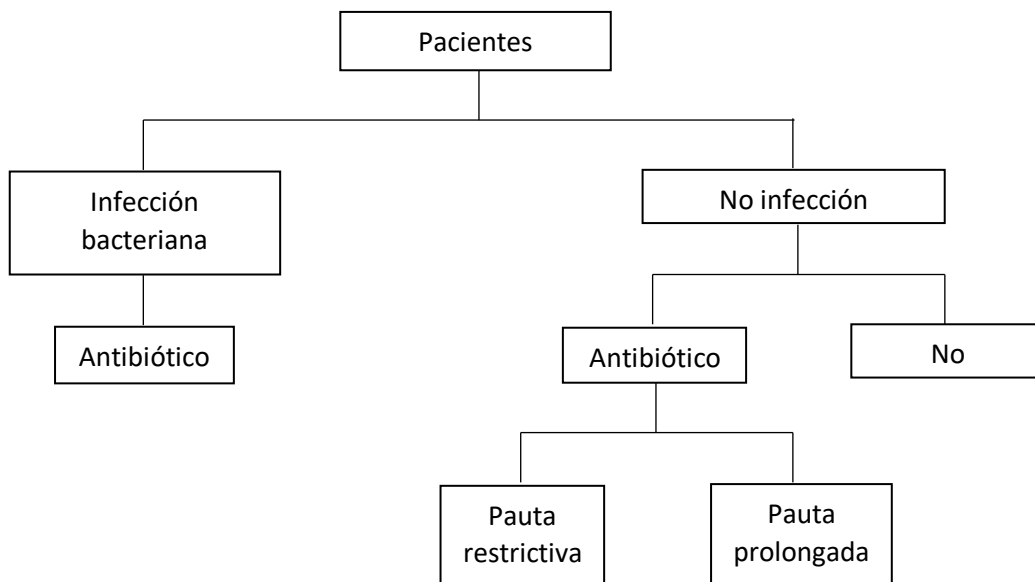 Pacientes
Infección
bacteriana
No infección
Antibiótico
Antibiótico
No
Pauta
restrictiva
Pauta
prolongada